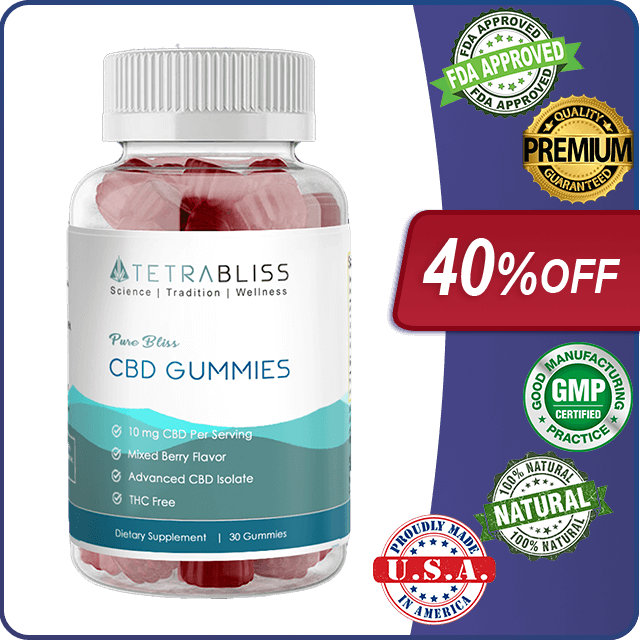 TETRABLISS
Science | Tradition | Wellness
Pure Bliss
CBD GUMMIES
10 mg CBD Per Serving
Mixed Berry Flavor
Advanced CBD Isolate
THC Free
Dietary Supplement | 30 Gummies
FDA APPROVED
FDA APPROVED
FDA APPROVED
QUALITY
PREMIUM
GUARANTEED
40%OFF
GOOD MANUFACTURING
GMP
CERTIFIED
PRACTICE
100% NATURAL
NATURAL
100% NATURAL
PROUDLY MADE
U.S.A.
IN AMERICA